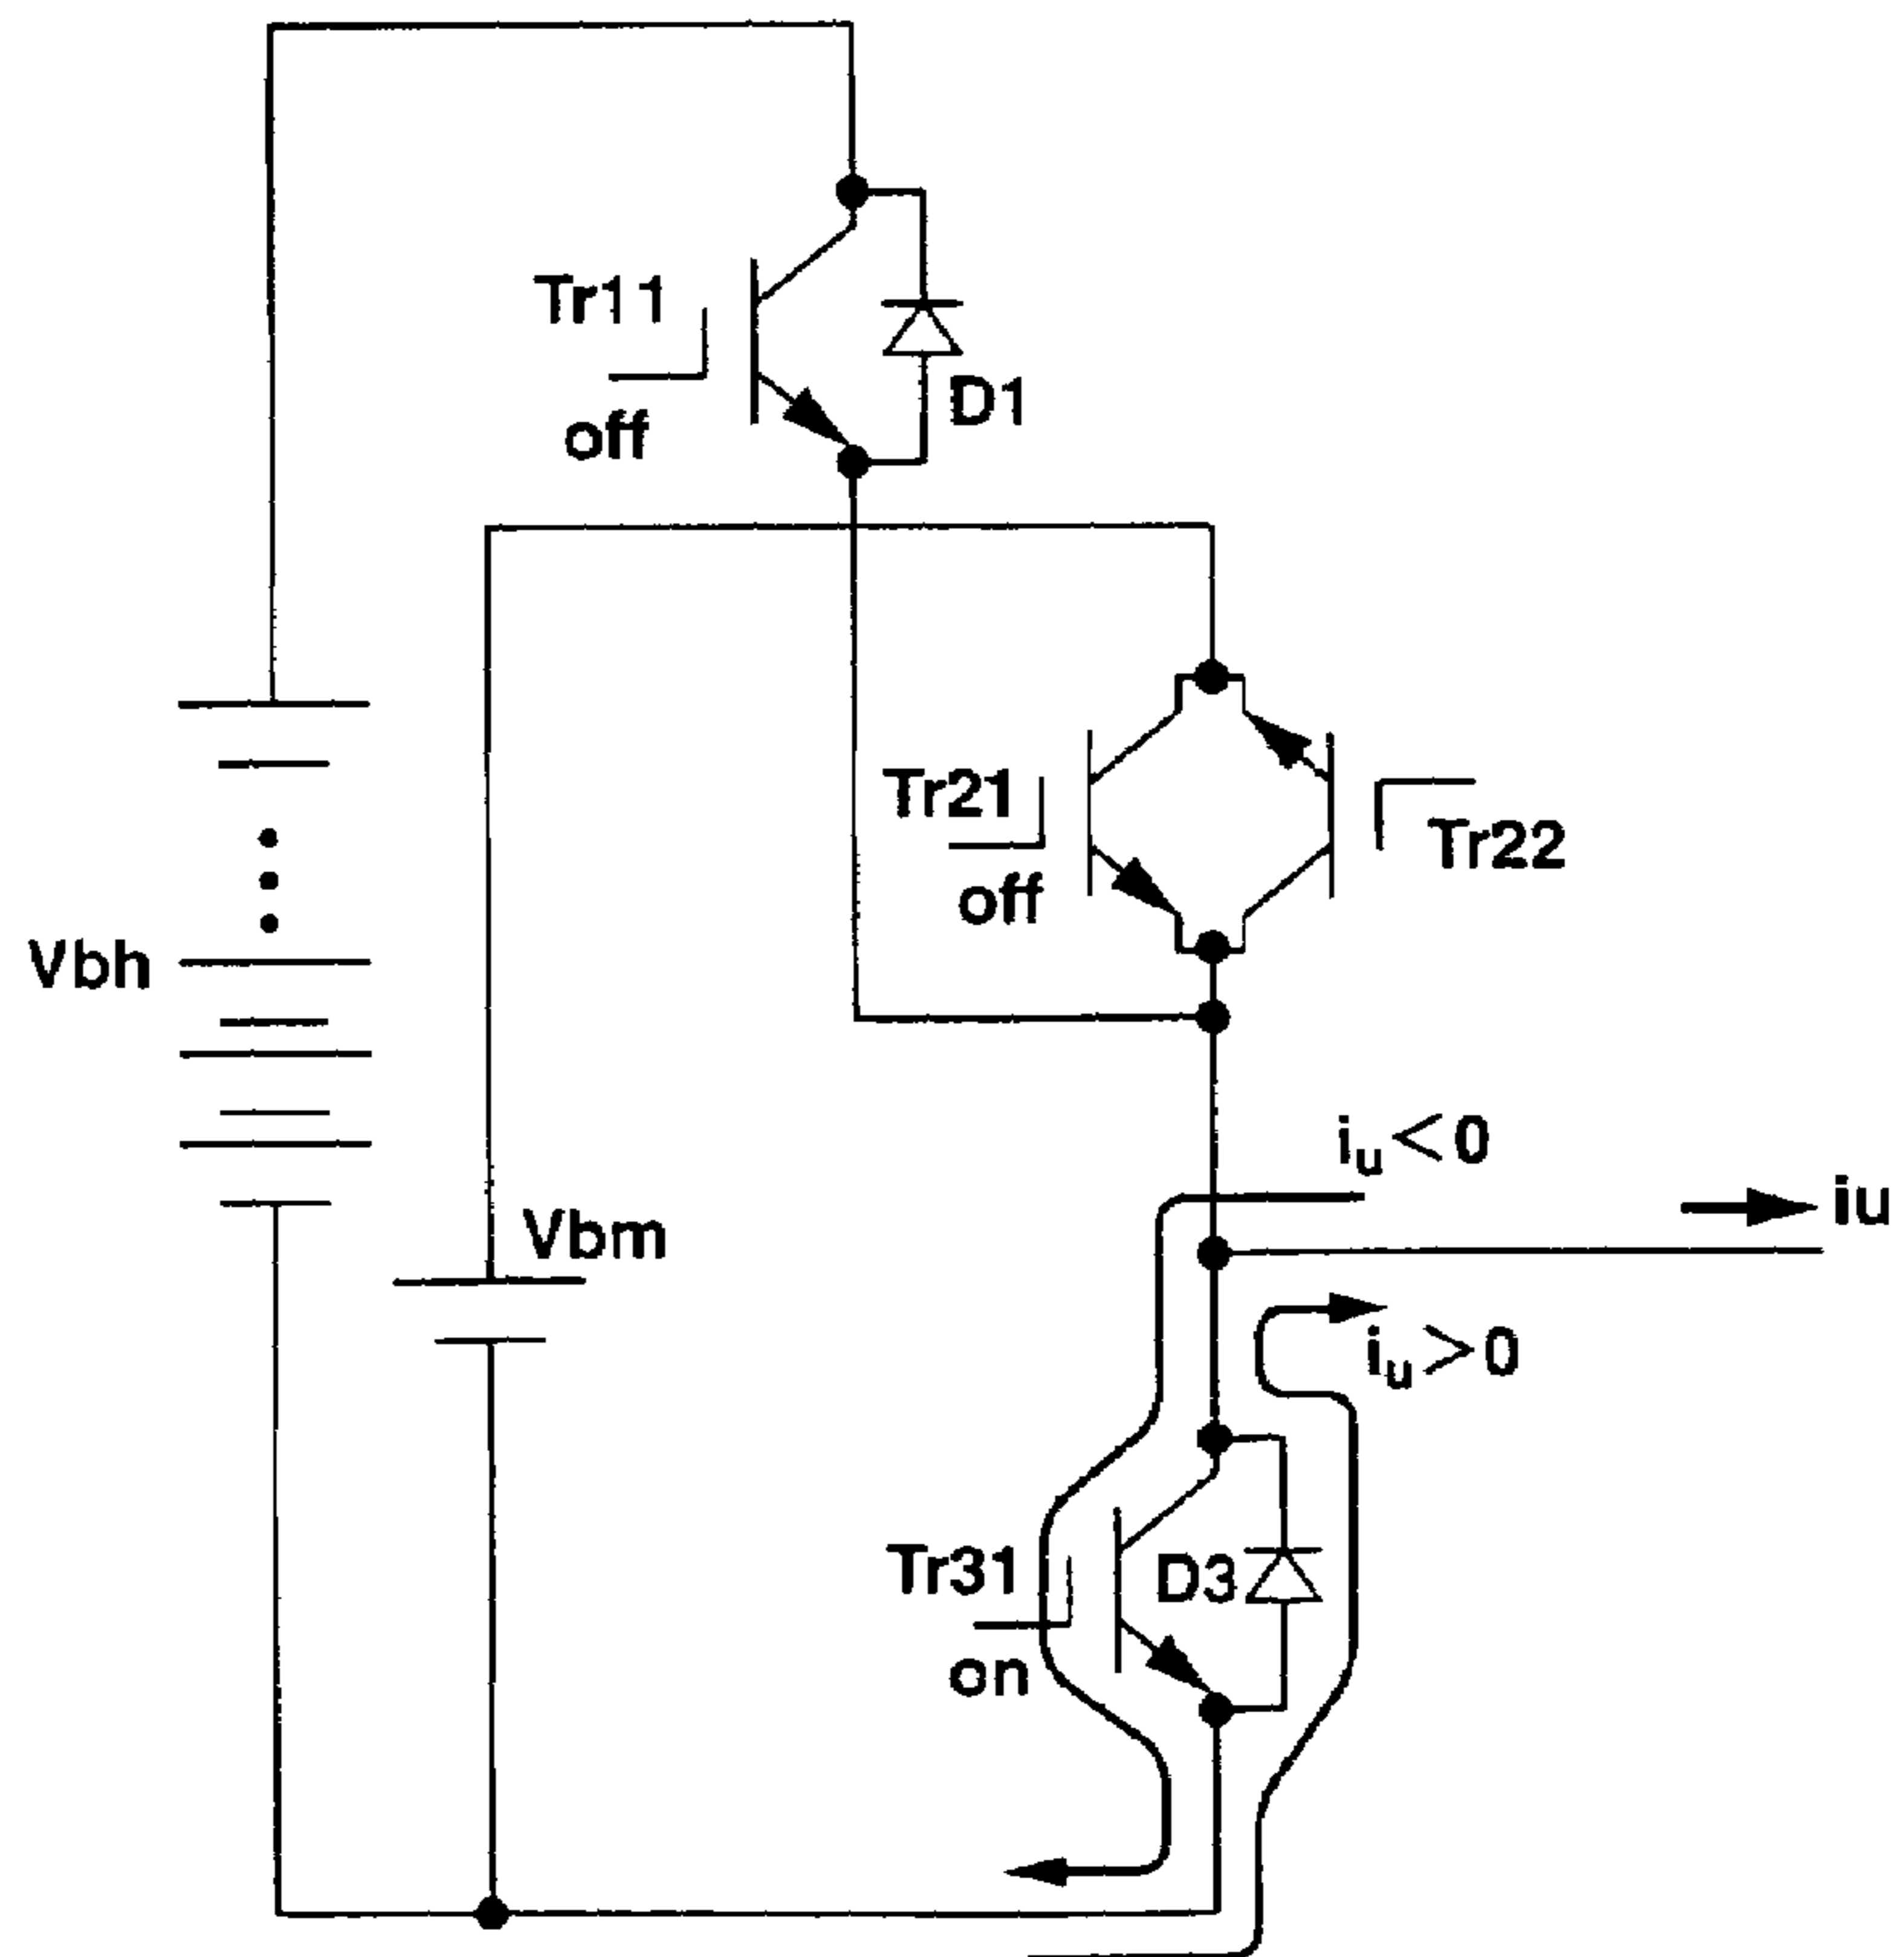 Tr11
off
D1
Tr21
off
Tr22
Vbh
iu<0
iu
Vbm
iu>0
Tr31
D3
on